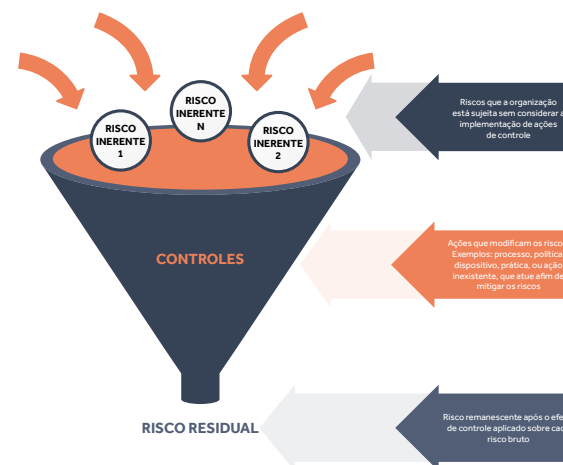 RISCO
INERENTE
N
RISCO
INERENTE
1
RISCO
INERENTE
2
Riscos que a organização
está sujeita sem considerar a
implementação de ações
de controle
CONTROLES
Ações que modificam os risco
Exemplos: processo, política
dispositivo, prática, ou ação
inexistente, que atue afim de
mitigar os riscos
RISCO RESIDUAL
Risco remanescente após o efe
de controle aplicado sobre cad
risco bruto